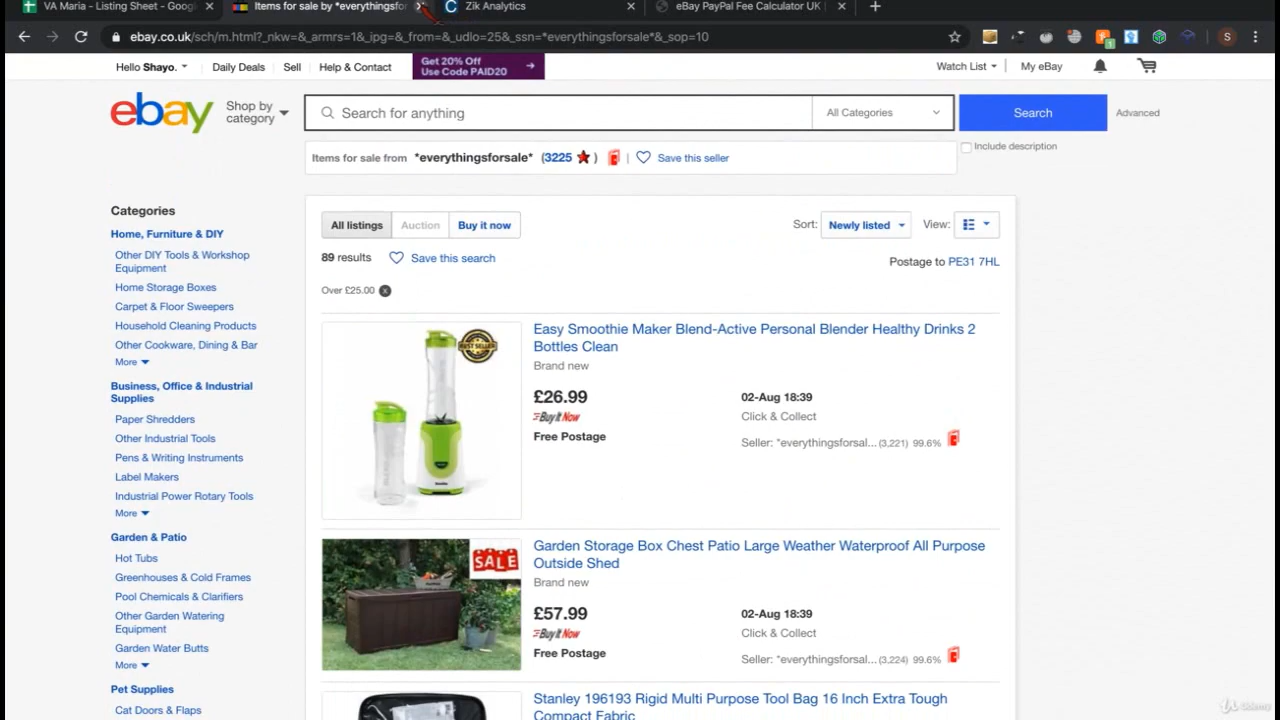 VA Maria - Listing Sheet - Googl
Items for sale by *everythingsfor
Zik Analytics
eBay PayPal Fee Calculator UK
ebay.co.uk/sch/m.html?_nkw=&_armrs=1&_ipg=&_from=&_udlo=25&_ssn=*everythingsforsale*&_sop=10
S
1
Hello Shayo.
Daily Deals
Sell
Help & Contact
Get 20% Off
Use Code PAID20
Watch List
My eBay
ebay
Shop by
category
Search for anything
All Categories
Search
Advanced
Items for sale from *everythingsforsale* (3225 )
Save this seller
Include description
Categories
Home, Furniture & DIY
Other DIY Tools & Workshop
Equipment
Home Storage Boxes
Carpet & Floor Sweepers
Household Cleaning Products
Other Cookware, Dining & Bar
More
Business, Office & Industrial
Supplies
Paper Shredders
Other Industrial Tools
Pens & Writing Instruments
Label Makers
Industrial Power Rotary Tools
More
Garden & Patio
Hot Tubs
Greenhouses & Cold Frames
Pool Chemicals & Clarifiers
Other Garden Watering
Equipment
Garden Water Butts
More
Pet Supplies
Cat Doors & Flaps
All listings
Auction
Buy it now
Sort:
Newly listed
View:
89 results
Save this search
Postage to PE31 7HL
Over £25.00
BEST SELLER
Easy Smoothie Maker Blend-Active Personal Blender Healthy Drinks 2
Bottles Clean
Brand new
£26.99
Buy It Now
Free Postage
02-Aug 18:39
Click & Collect
Seller: *everythingsforsal... (3,221) 99.6%
SALE
Garden Storage Box Chest Patio Large Weather Waterproof All Purpose
Outside Shed
Brand new
£57.99
Buy It Now
Free Postage
02-Aug 18:39
Click & Collect
Seller: *everythingsforsal... (3,224) 99.6%
Stanley 196193 Rigid Multi Purpose Tool Bag 16 Inch Extra Tough
Compact Fabric
Udemy